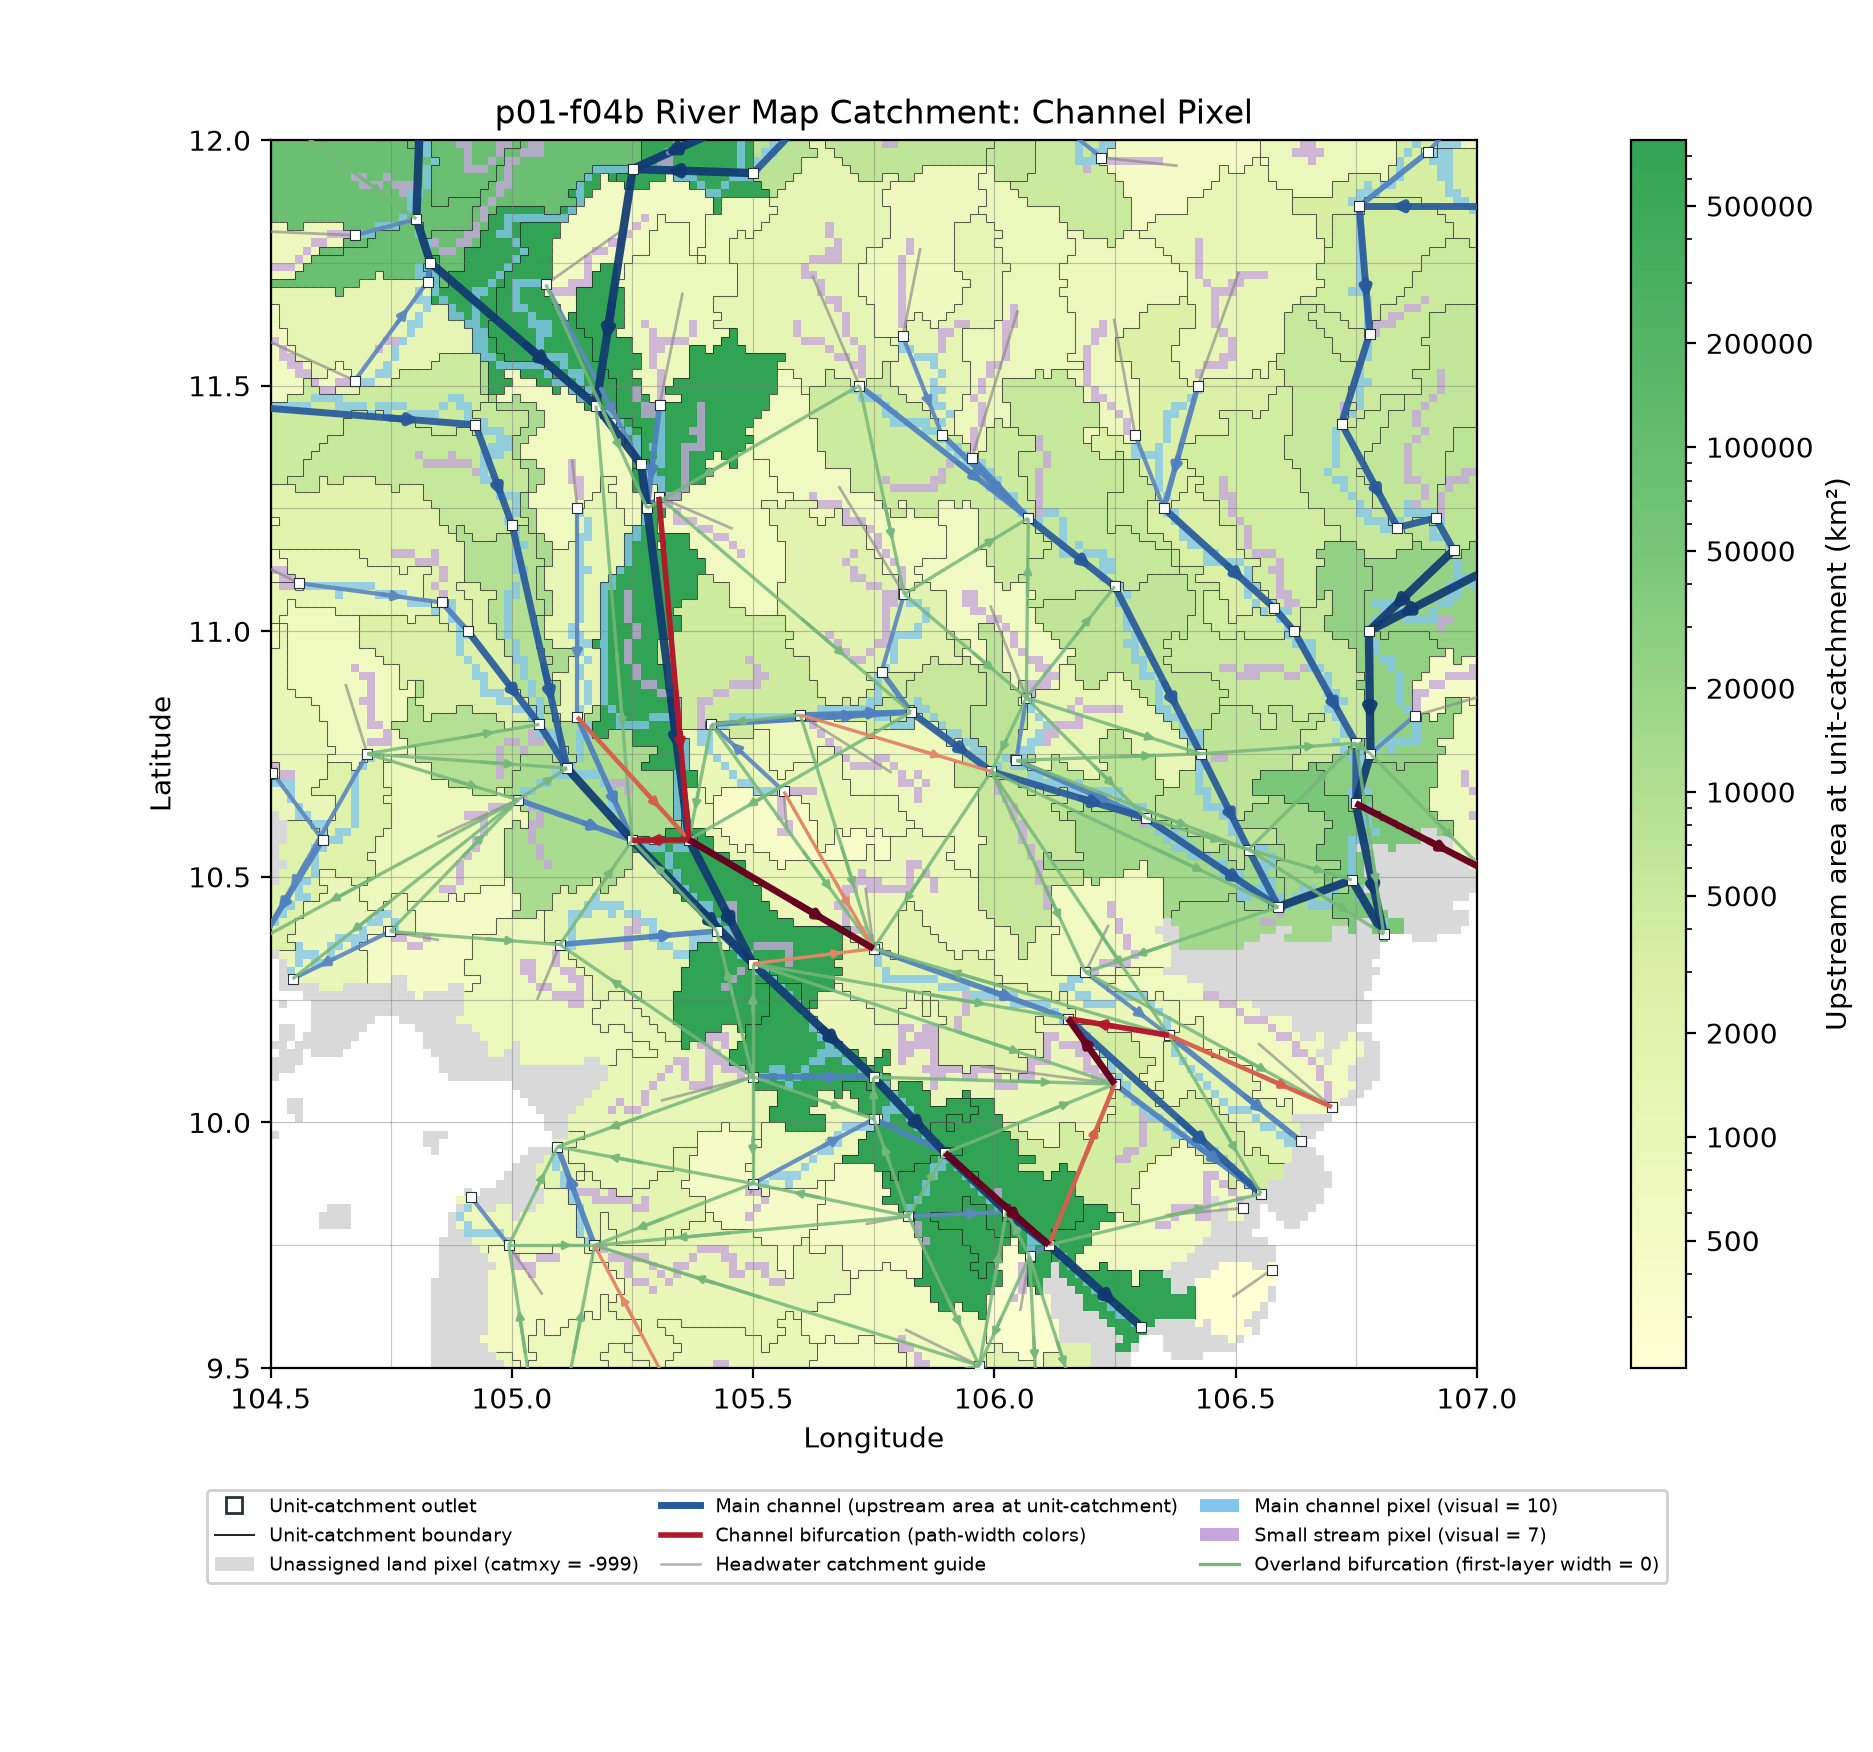 p01-f04b River Map Catchment: Channel Pixel
12.0
11.5
11.0
10.5
10.0
9.5
Latitude
104.5 105.0 105.5 106.0 106.5 107.0
Longitude
500000
200000
100000
50000
20000
10000
5000
2000
1000
500
Upstream area at unit-catchment (km²)
Unit-catchment outlet
Unit-catchment boundary
Unassigned land pixel (catmxy = -999)
Main channel (upstream area at unit-catchment)
Channel bifurcation (path-width colors)
Headwater catchment guide
Main channel pixel (visual = 10)
Small stream pixel (visual = 7)
Overland bifurcation (first-layer width = 0)